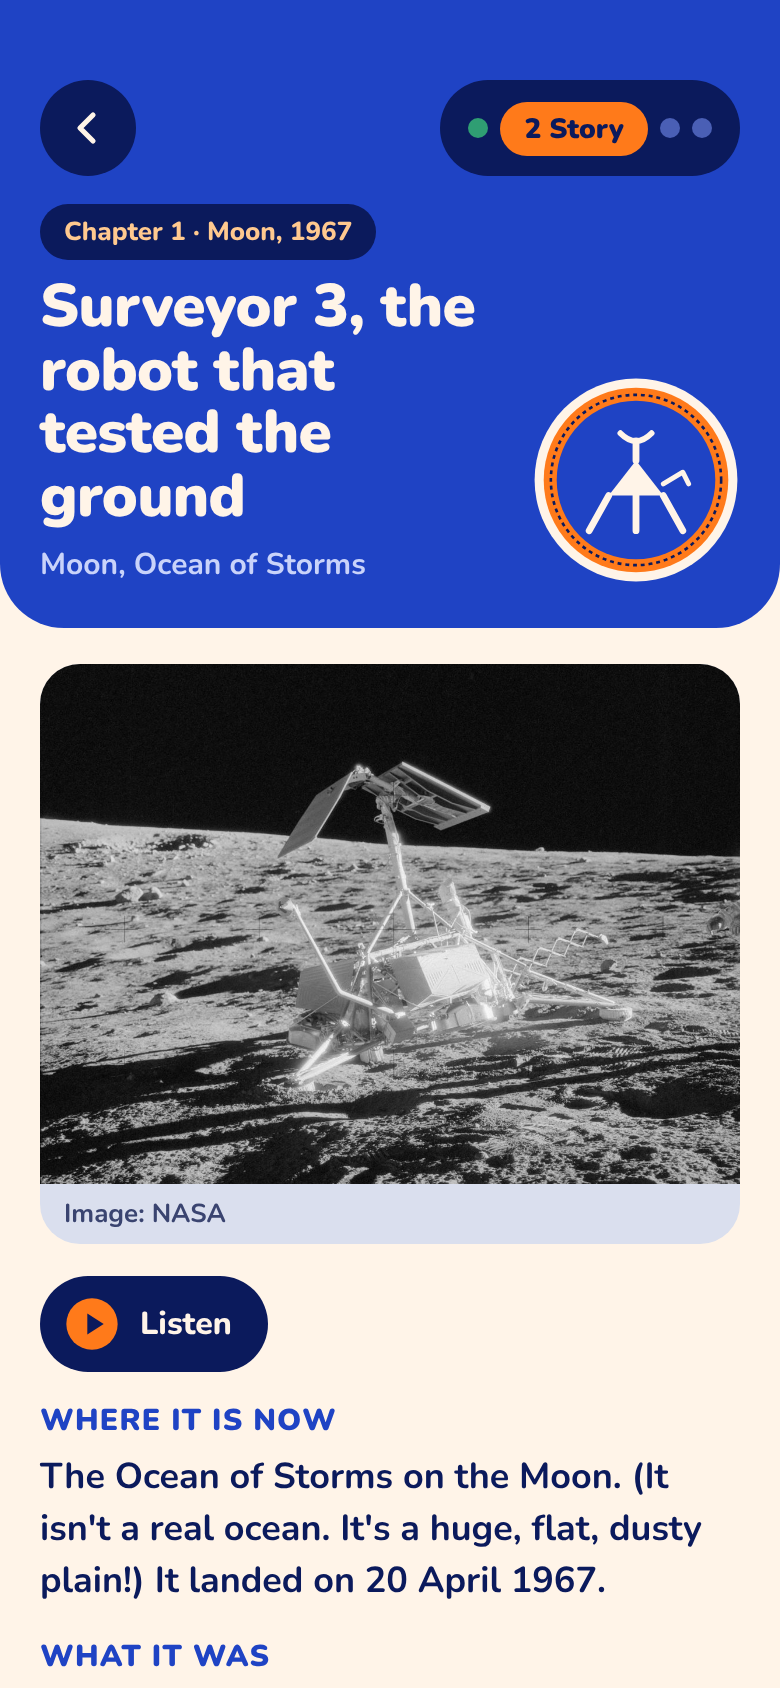 2 Story
Chapter 1 · Moon, 1967
Surveyor 3, the
robot that
tested the
ground
Moon, Ocean of Storms
Image: NASA
Listen
WHERE IT IS NOW
The Ocean of Storms on the Moon. (It
isn't a real ocean. It's a huge, flat, dusty
plain!) It landed on 20 April 1967.
WHAT IT WAS